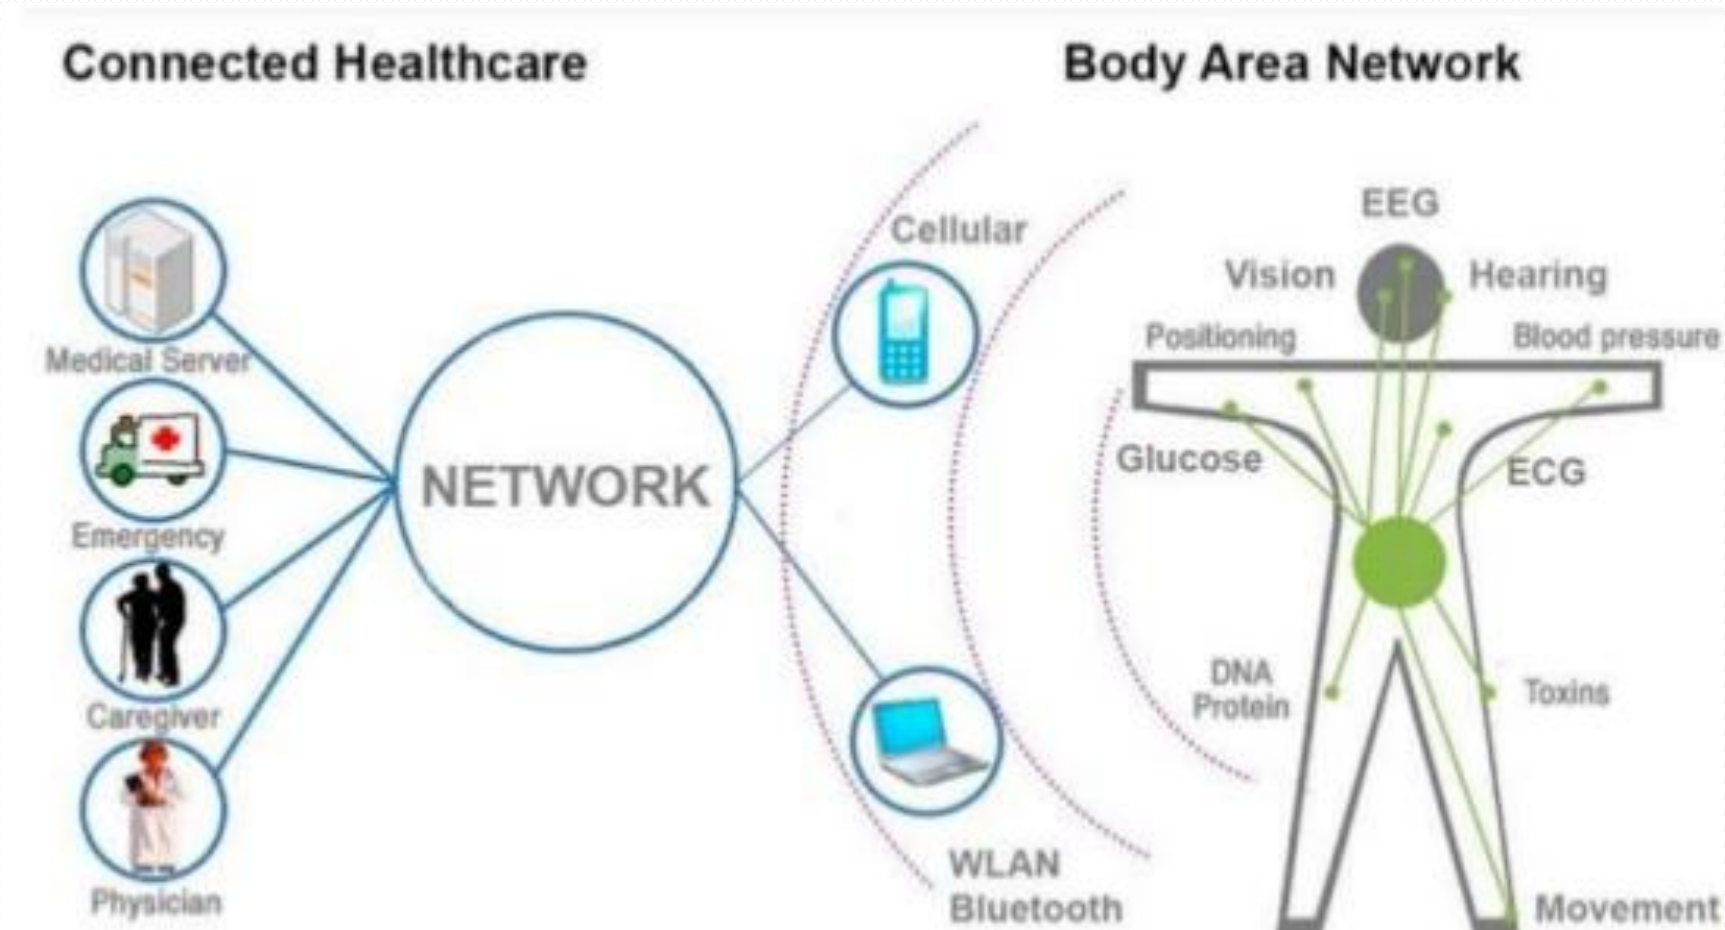 Connected Healthcare
Body Area Network
Medical Server
Emergency
Caregiver
Physician
NETWORK
Cellular
WLAN
Bluetooth
EEG
Vision
Hearing
Positioning
Blood pressure
Glucose
ECG
DNA
Protein
Toxins
Movement